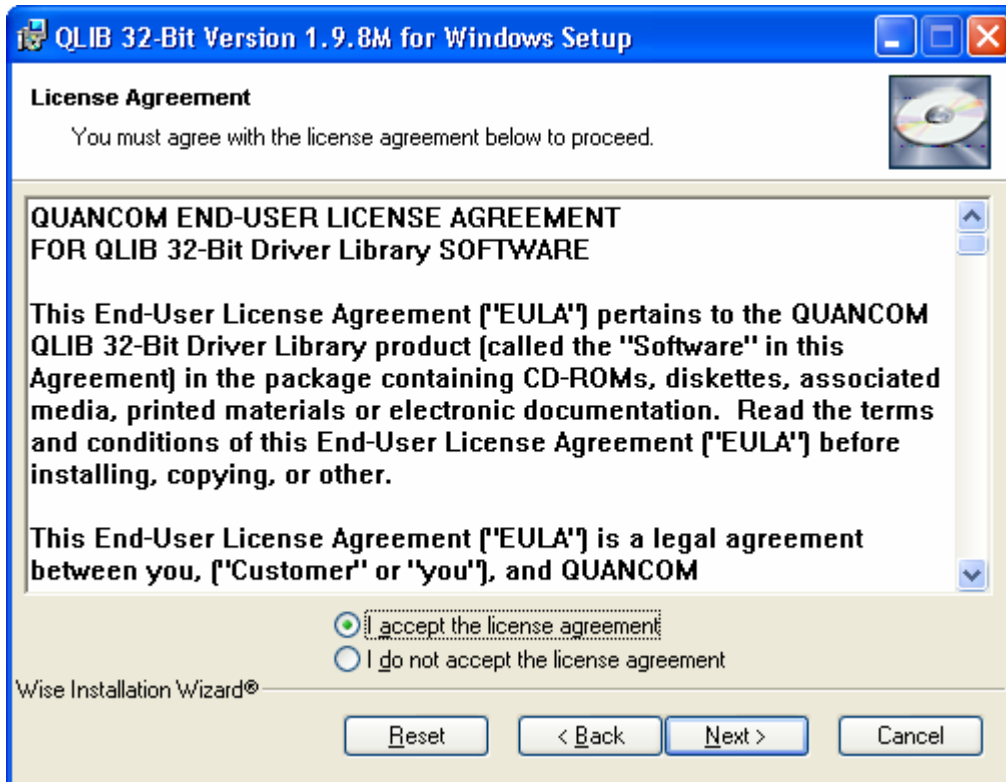 QLIB 32-Bit Version 1.9.8M for Windows Setup
License Agreement
You must agree with the license agreement below to proceed.
QUANCOM END-USER LICENSE AGREEMENT
FOR QLIB 32-Bit Driver Library SOFTWARE
This End-User License Agreement ("EULA") pertains to the QUANCOM
QLIB 32-Bit Driver Library product (called the "Software" in this
Agreement) in the package containing CD-ROMs, diskettes, associated
media, printed materials or electronic documentation.  Read the terms
and conditions of this End-User License Agreement ("EULA") before
installing, copying, or other.
This End-User License Agreement ("EULA") is a legal agreement
between you, ("Customer" or "you"), and QUANCOM
I accept the license agreement
I do not accept the license agreement
Wise Installation Wizard®
Reset
< Back
Next >
Cancel